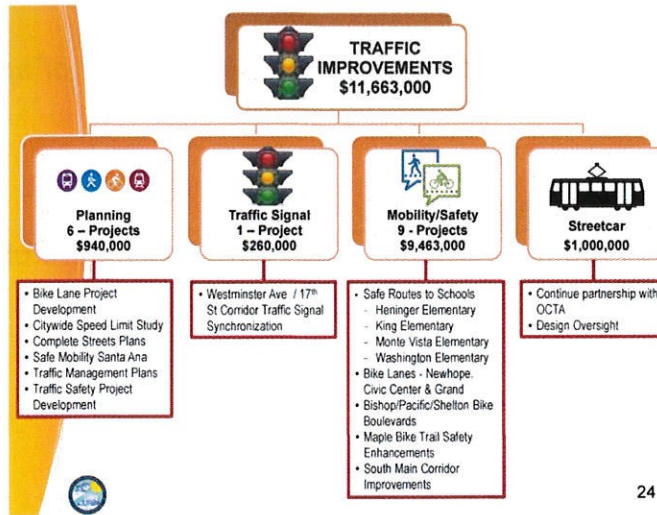 TRAFFIC
IMPROVEMENTS
$11,663,000
Planning
6 – Projects
$940,000
• Bike Lane Project
Development
• Citywide Speed Limit Study
• Complete Streets Plans
• Safe Mobility Santa Ana
• Traffic Management Plans
• Traffic Safety Project
Development
Traffic Signal
1 – Project
$260,000
• Westminster Ave / 17th
St Corridor Traffic Signal
Synchronization
Mobility/Safety
9 - Projects
$9,463,000
• Safe Routes to Schools
- Heninger Elementary
- King Elementary
- Monte Vista Elementary
- Washington Elementary
• Bike Lanes - Newhope.
Civic Center & Grand
• Bishop/Pacific/Shelton Bike
Boulevards
• Maple Bike Trail Safety
Enhancements
• South Main Corridor
Improvements
Streetcar
$1,000,000
• Continue partnership with
OCTA
• Design Oversight
24